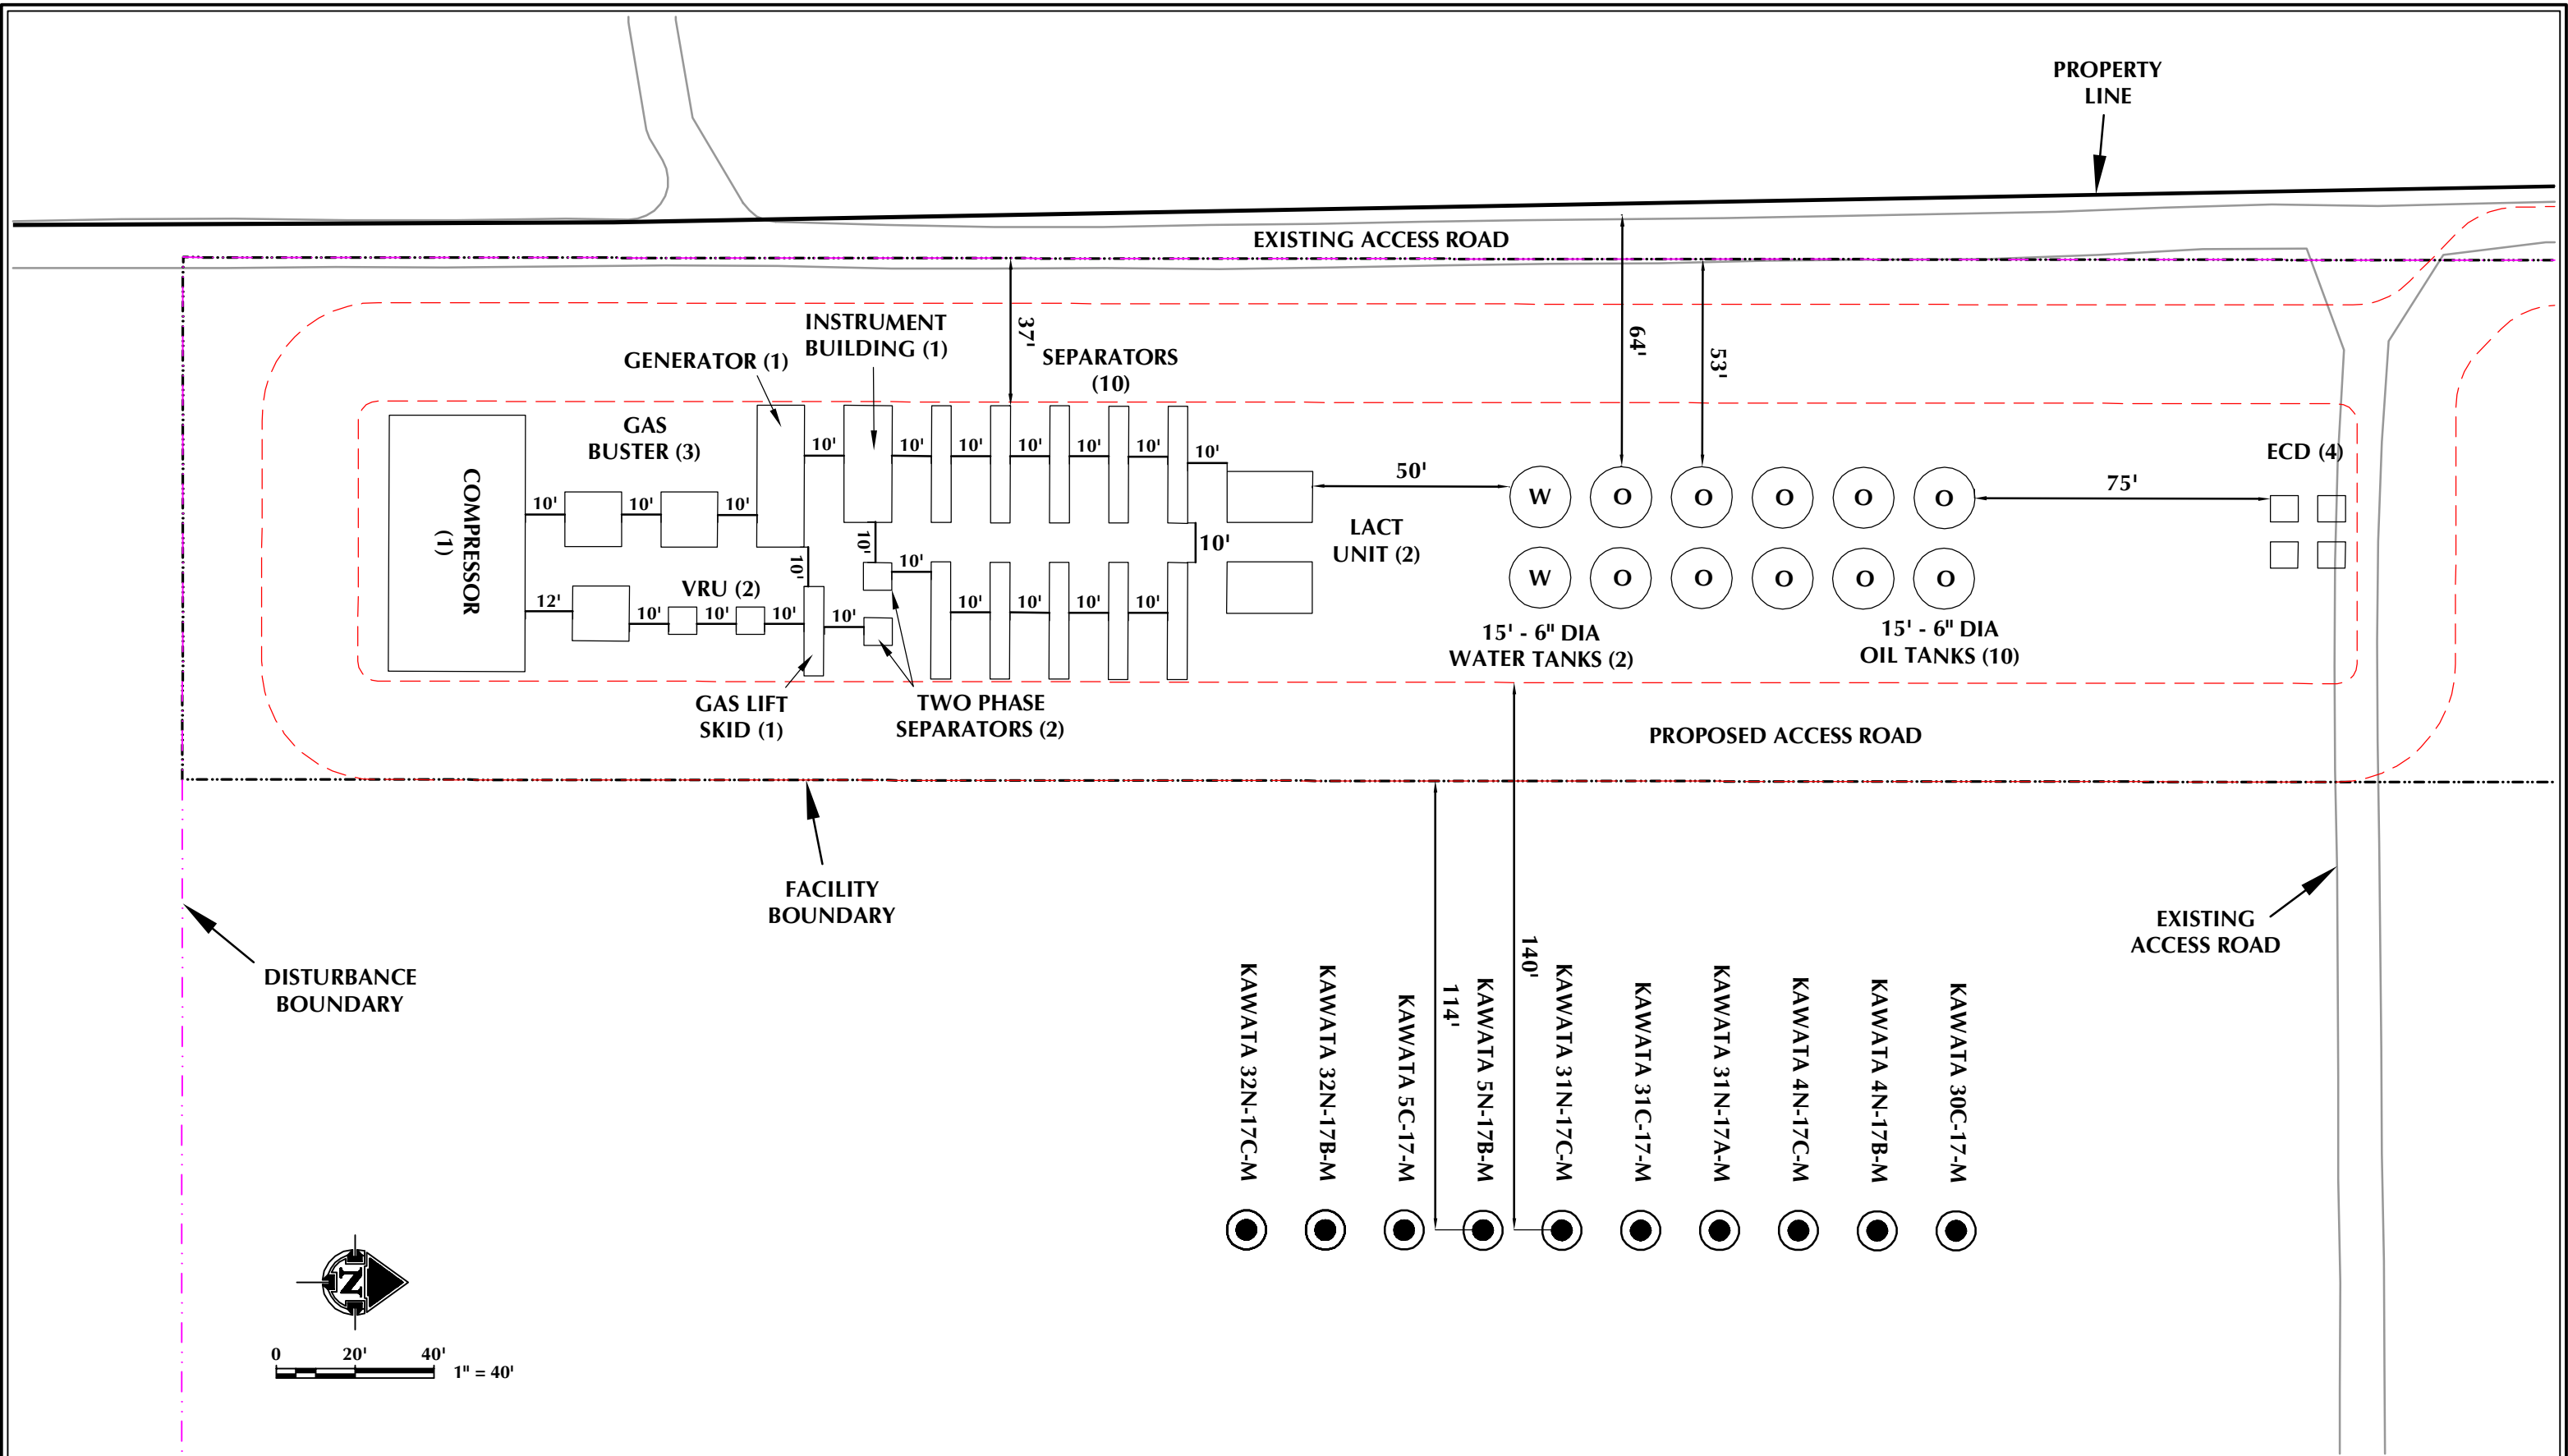 PROPERTY
LINE
EXISTING ACCESS ROAD
INSTRUMENT
BUILDING (1)
GENERATOR (1)
37'
SEPARATORS
(10)
64'
53'
GAS
BUSTER (3)
ECD (4)
10'
10'
10'
10'
10'
10'
10'
10'
50'
75'
COMPRESSOR
(1)
10'
10'
10'
W
O
O
O
O
O
LACT
UNIT (2)
10'
10'
10'
10'
VRU (2)
W
O
O
O
O
O
12'
10'
10'
10'
10'
10'
10'
10'
10'
15' - 6" DIA
WATER TANKS (2)
15' - 6" DIA
OIL TANKS (10)
GAS LIFT
SKID (1)
TWO PHASE
SEPARATORS (2)
PROPOSED ACCESS ROAD
FACILITY
BOUNDARY
EXISTING
ACCESS ROAD
DISTURBANCE
BOUNDARY
114'
140'
KAWATA 32N-17C-M
KAWATA 32N-17B-M
KAWATA 5C-17-M
KAWATA 5N-17B-M
KAWATA 31N-17C-M
KAWATA 31C-17-M
KAWATA 31N-17A-M
KAWATA 4N-17C-M
KAWATA 4N-17B-M
KAWATA 30C-17-M
N
0 20' 40'
1" = 40'